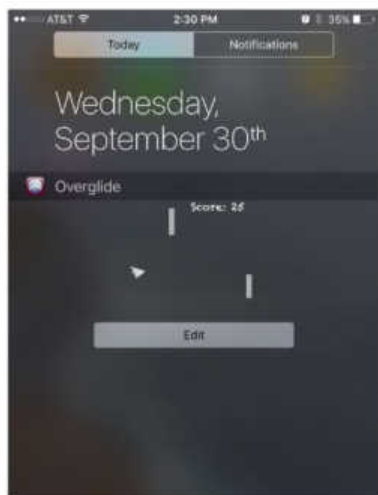 AT&T 2:30 PM 35%
Today Notifications
Wednesday,
September 30th
Overglide
Score: 25
Edit